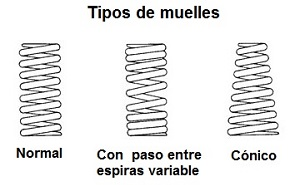 Tipos de muelles
Normal
Con paso entre
espiras variable
Cónico